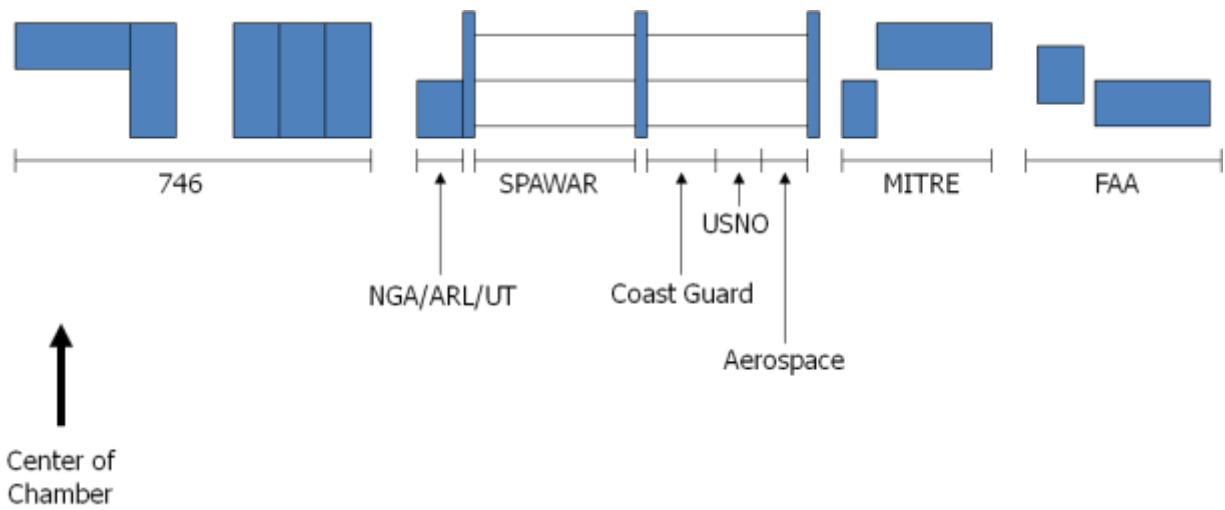 746
SPAWAR
MITRE
FAA
USNO
NGA/ARL/UT
Coast Guard
Aerospace
Center of
Chamber